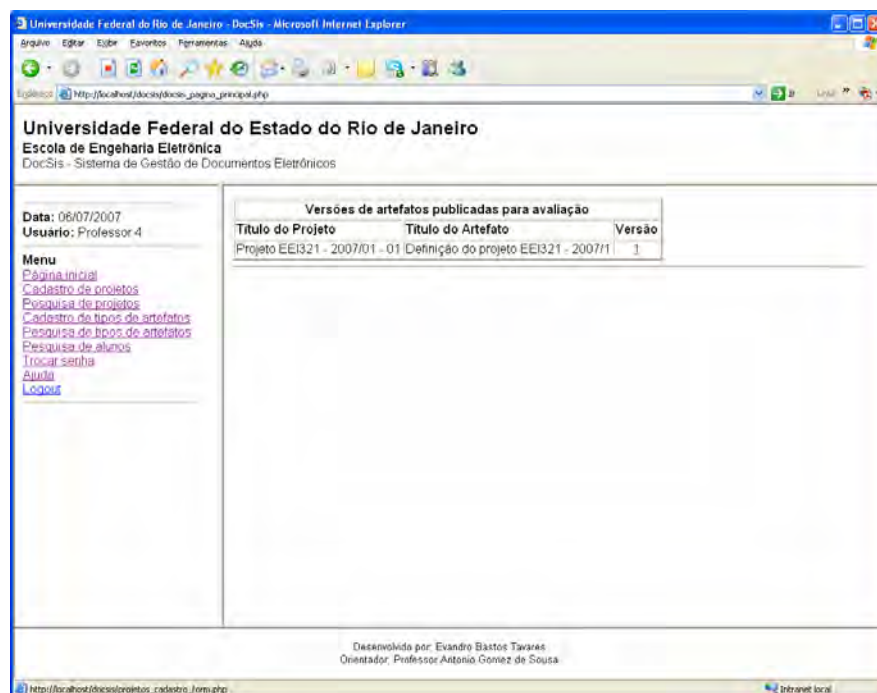 Universidade Federal do Rio de Janeiro - DocSis - Microsoft Internet Explorer
Arquivo Editar Exibir Favoritos Ferramentas Ajuda
http://localhost/docsis/docsis_pagina_principal.php
Universidade Federal do Estado do Rio de Janeiro
Escola de Engeharia Eletrônica
DocSis - Sistema de Gestão de Documentos Eletrônicos
Data: 06/07/2007
Usuário: Professor 4
Menu
Página inicial
Cadastro de projetos
Pesquisa de projetos
Cadastro de tipos de artefatos
Pesquisa de tipos de artefatos
Pesquisa de alunos
Trocar senha
Ajuda
Logout
Versões de artefatos publicadas para avaliação
Título do Projeto Título do Artefato Versão
Projeto EEI321 - 2007/01 - 01 Definição do projeto EEI321 - 2007/1 1
Desenvolvido por: Evandro Bastos Tavares
Orientador: Professor Antonio Gomez de Sousa
http://localhost/docsis/projetos_cadastro_form.php
Intranet local